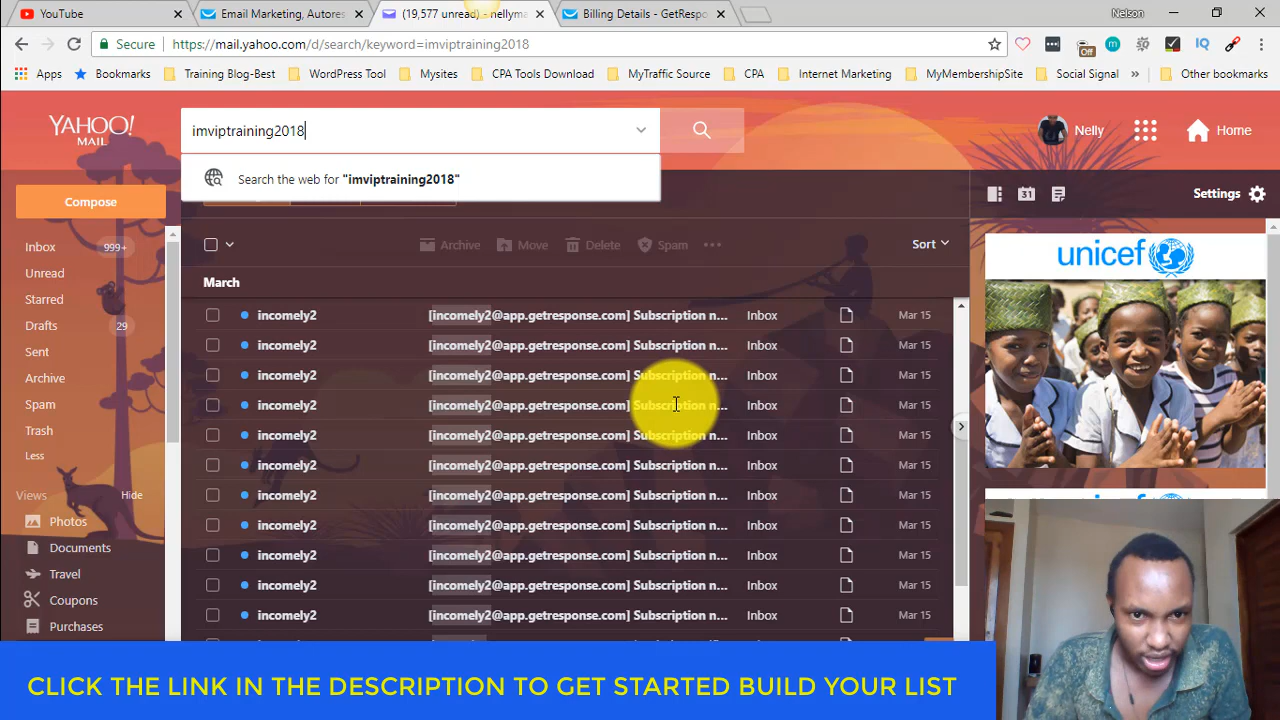 YouTube
Email Marketing, Autores
(19,577 unread) - nellyma
Billing Details - GetRespo
Nelson
Secure
https://mail.yahoo.com/d/search/keyword=imviptraining2018
Off
m
IQ
Apps
Bookmarks
Training Blog-Best
WordPress Tool
Mysites
CPA Tools Download
MyTraffic Source
CPA
Internet Marketing
MyMembershipSite
Social Signal
»
Other bookmarks
YAHOO!
MAIL
imviptraining2018
Nelly
Home
Search the web for "imviptraining2018"
Compose
31
Settings
Inbox 999+
Unread
Starred
Drafts 29
Sent
Archive
Spam
Trash
Less
Views Hide
Photos
Documents
Travel
Coupons
Purchases
Archive Move Delete Spam ••• Sort
March
incomely2 [incomely2@app.getresponse.com] Subscription n... Inbox Mar 15
incomely2 [incomely2@app.getresponse.com] Subscription n... Inbox Mar 15
incomely2 [incomely2@app.getresponse.com] Subscription n... Inbox Mar 15
incomely2 [incomely2@app.getresponse.com] Subscription n... Inbox Mar 15
incomely2 [incomely2@app.getresponse.com] Subscription n... Inbox Mar 15
incomely2 [incomely2@app.getresponse.com] Subscription n... Inbox Mar 15
incomely2 [incomely2@app.getresponse.com] Subscription n... Inbox Mar 15
incomely2 [incomely2@app.getresponse.com] Subscription n... Inbox Mar 15
incomely2 [incomely2@app.getresponse.com] Subscription n... Inbox Mar 15
incomely2 [incomely2@app.getresponse.com] Subscription n... Inbox Mar 15
incomely2 [incomely2@app.getresponse.com] Subscription n... Inbox Mar 15
unicef
CLICK THE LINK IN THE DESCRIPTION TO GET STARTED BUILD YOUR LIST